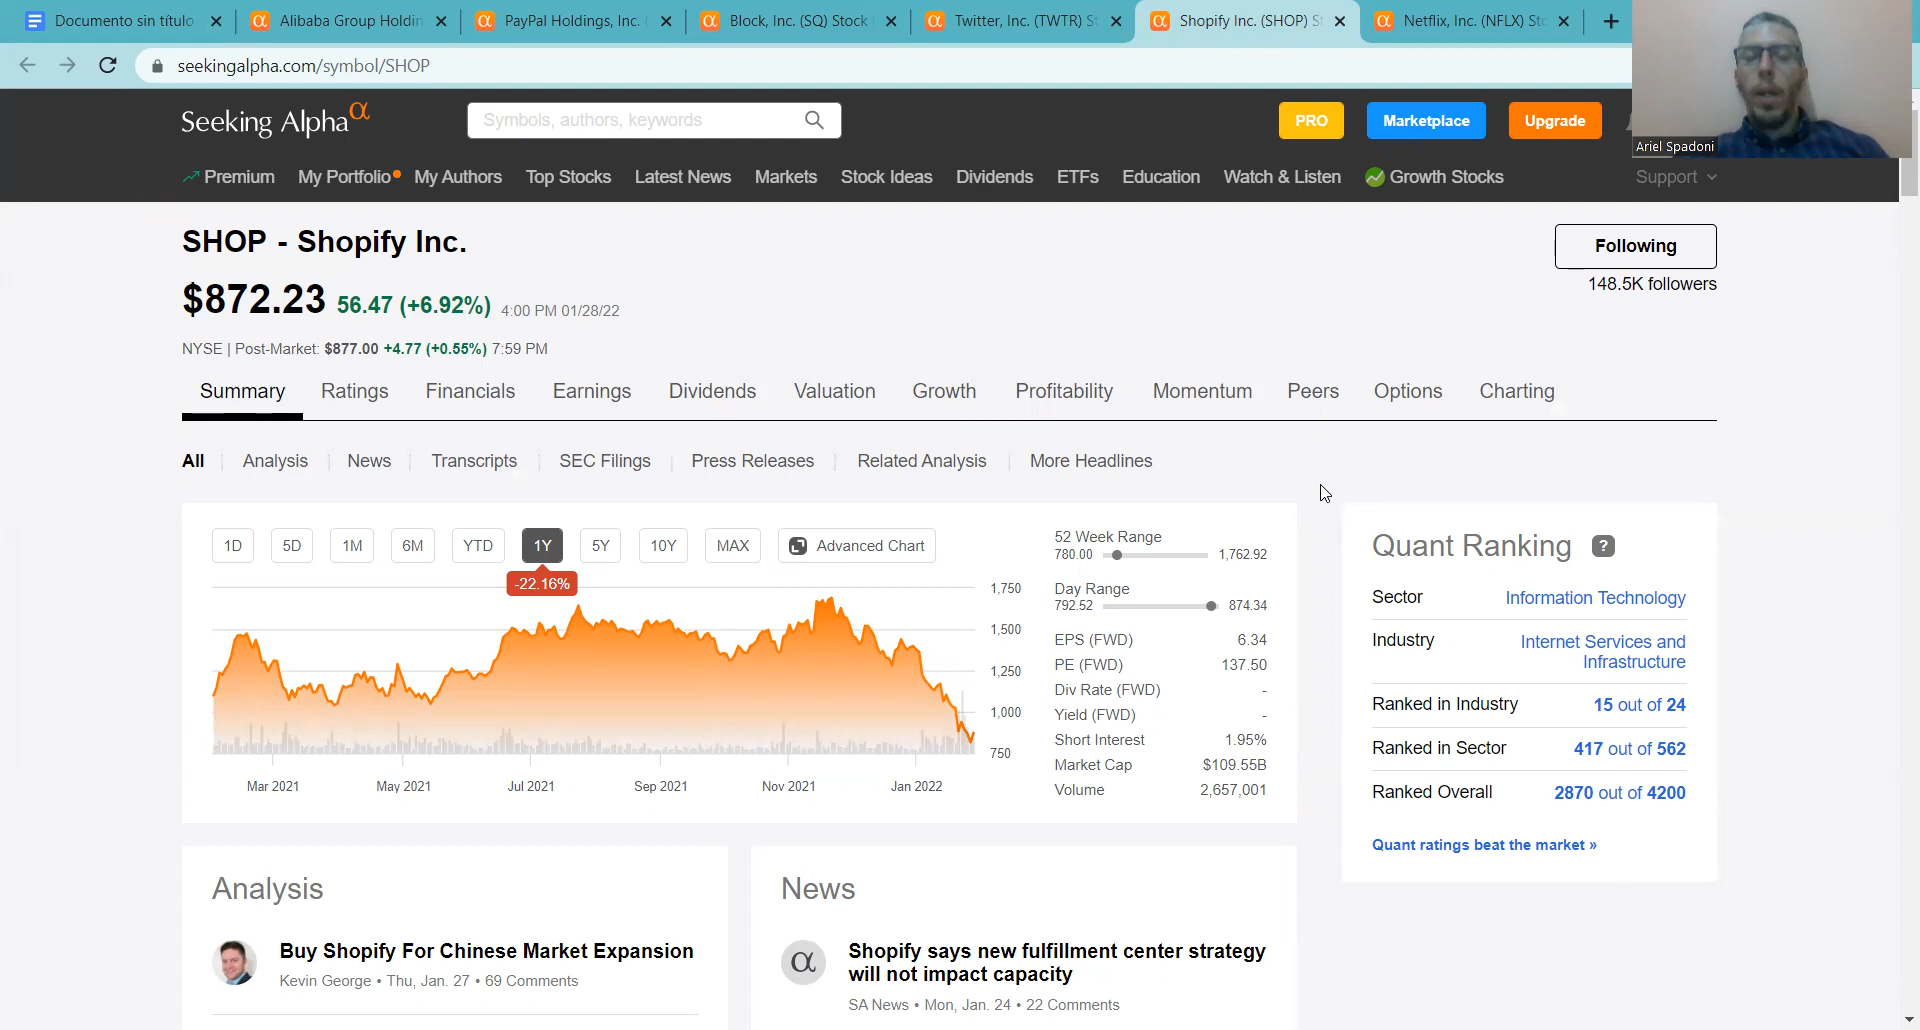 Documento sin título
Alibaba Group Holdin
PayPal Holdings, Inc. (
Block, Inc. (SQ) Stock
Twitter, Inc. (TWTR) St
Shopify Inc. (SHOP) St
Netflix, Inc. (NFLX) Stc
seekingalpha.com/symbol/SHOP
Ariel Spadoni
Seeking Alpha α
Symbols, authors, keywords
PRO
Marketplace
Upgrade
Premium
My Portfolio
My Authors
Top Stocks
Latest News
Markets
Stock Ideas
Dividends
ETFs
Education
Watch & Listen
Growth Stocks
Support
SHOP - Shopify Inc.
Following
148.5K followers
$872.23 56.47 (+6.92%) 4:00 PM 01/28/22
NYSE | Post-Market: $877.00 +4.77 (+0.55%) 7:59 PM
Summary
Ratings
Financials
Earnings
Dividends
Valuation
Growth
Profitability
Momentum
Peers
Options
Charting
All
Analysis
News
Transcripts
SEC Filings
Press Releases
Related Analysis
More Headlines
1D
5D
1M
6M
YTD
1Y
5Y
10Y
MAX
Advanced Chart
-22.16%
1,750
1,500
1,250
1,000
750
Mar 2021
May 2021
Jul 2021
Sep 2021
Nov 2021
Jan 2022
52 Week Range
780.00 1,762.92
Day Range
792.52 874.34
EPS (FWD) 6.34
PE (FWD) 137.50
Div Rate (FWD) -
Yield (FWD) -
Short Interest 1.95%
Market Cap $109.55B
Volume 2,657,001
Quant Ranking ?
Sector Information Technology
Industry Internet Services and
Infrastructure
Ranked in Industry 15 out of 24
Ranked in Sector 417 out of 562
Ranked Overall 2870 out of 4200
Quant ratings beat the market »
Analysis
Buy Shopify For Chinese Market Expansion
Kevin George • Thu, Jan. 27 • 69 Comments
News
α
Shopify says new fulfillment center strategy
will not impact capacity
SA News • Mon, Jan. 24 • 22 Comments